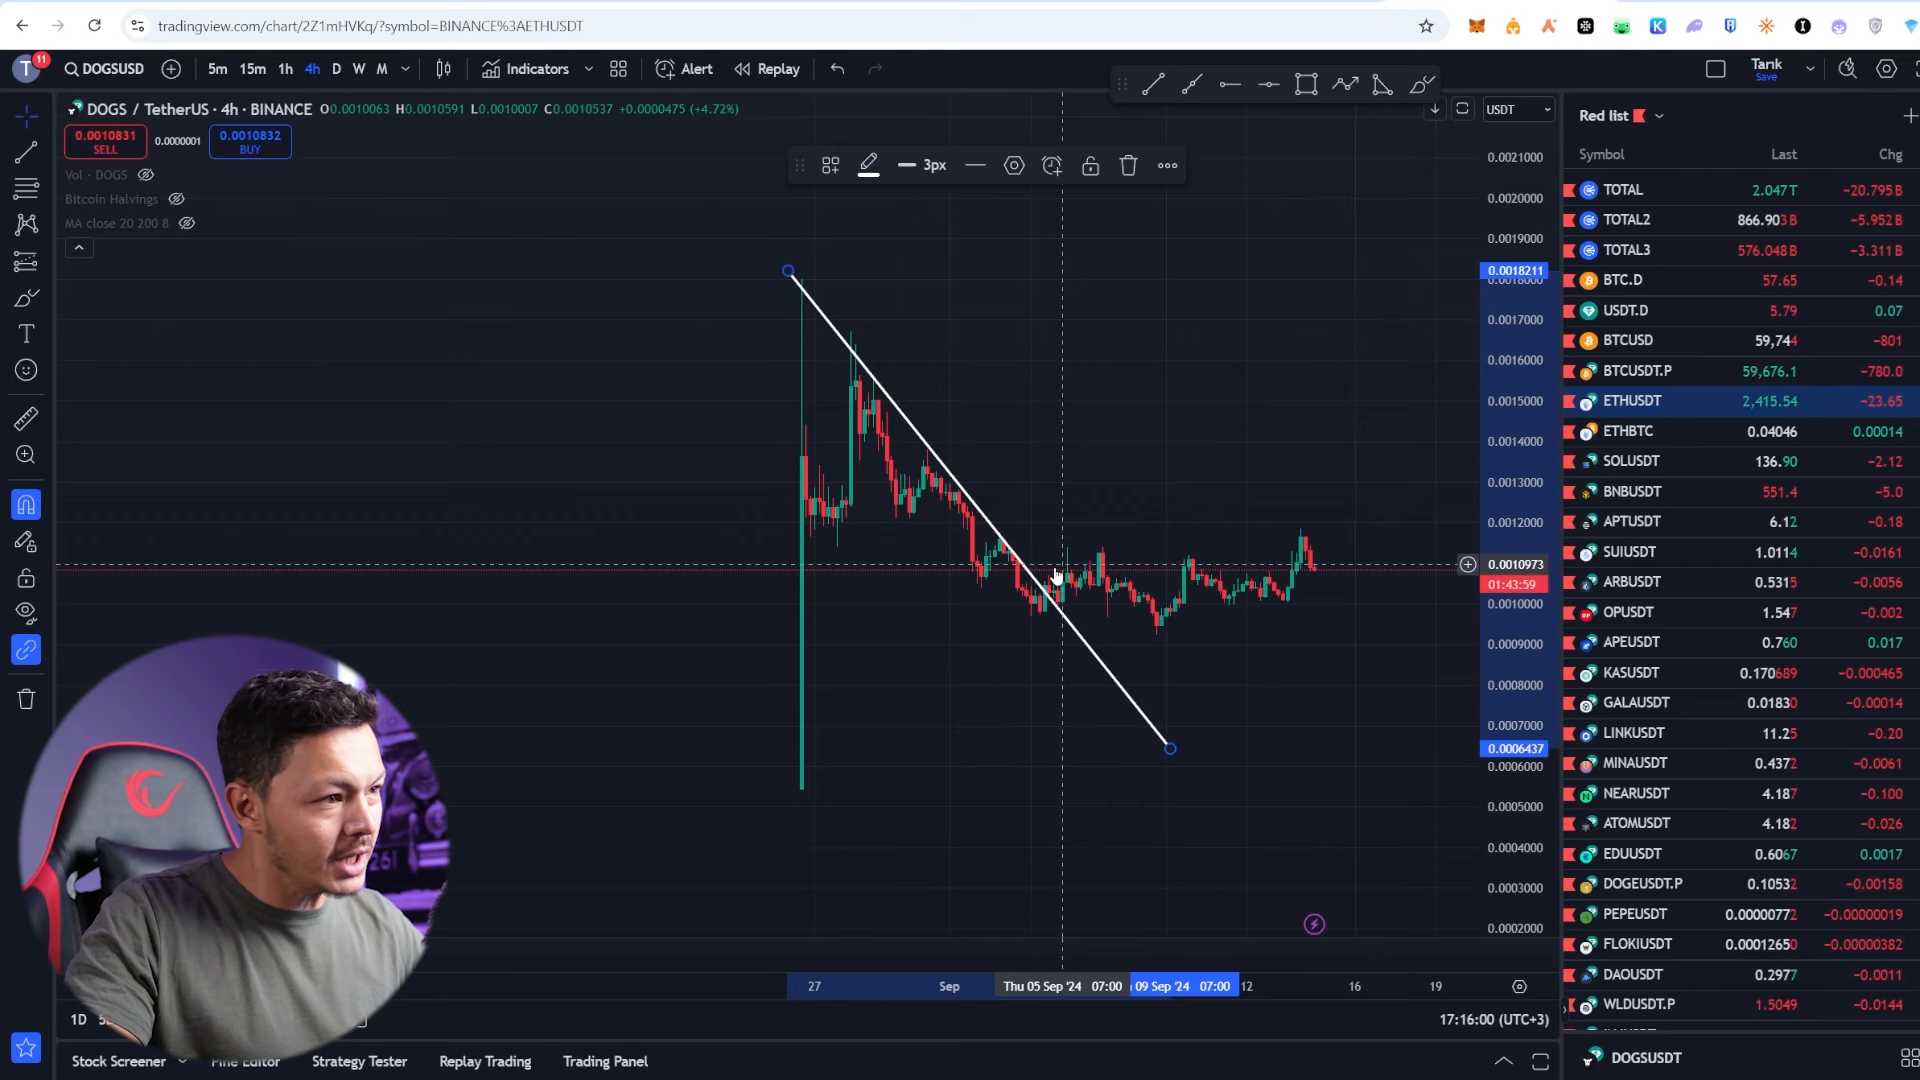 tradingview.com/chart/2Z1mHVKq/?symbol=BINANCE%3AETHUSDT
T 11 DOGSUSD 5m 15m 1h 4h D W M Indicators Alert Replay Tarık
Save
DOGS / TetherUS · 4h · BINANCE O0.0010063 H0.0010591 L0.0010007 C0.0010537 +0.0000475 (+4.72%)
USDT
0.0010831
SELL
0.0000001
0.0010832
BUY
Vol · DOGS
Bitcoin Halvings
MA close 20 200 8
3px
0.0021000
0.0020000
0.0019000
0.0018211
0.0018000
0.0017000
0.0016000
0.0015000
0.0014000
0.0013000
0.0012000
0.0010973
01:43:59
0.0010000
0.0009000
0.0008000
0.0007000
0.0006437
0.0006000
0.0005000
0.0004000
0.0003000
0.0002000
27 Sep Thu 05 Sep '24 07:00 09 Sep '24 07:00 12 16 19
1D
17:16:00 (UTC+3)
Stock Screener Pine Editor Strategy Tester Replay Trading Trading Panel
Red list
Symbol Last Chg
TOTAL 2.047T −20.795B
TOTAL2 866.903B −5.952B
TOTAL3 576.048B −3.311B
BTC.D 57.65 −0.14
USDT.D 5.79 0.07
BTCUSD 59,744 −801
BTCUSDT.P 59,676.1 −780.0
ETHUSDT 2,415.54 −23.65
ETHBTC 0.04046 0.00014
SOLUSDT 136.90 −2.12
BNBUSDT 551.4 −5.0
APTUSDT 6.12 −0.18
SUIUSDT 1.0114 −0.0161
ARBUSDT 0.5315 −0.0056
OPUSDT 1.547 −0.002
APEUSDT 0.760 0.017
KASUSDT 0.170689 −0.000465
GALAUSDT 0.01830 −0.00014
LINKUSDT 11.25 −0.20
MINAUSDT 0.4372 −0.0061
NEARUSDT 4.187 −0.100
ATOMUSDT 4.182 −0.026
EDUUSDT 0.6067 0.0017
DOGEUSDT.P 0.10532 −0.00158
PEPEUSDT 0.00000772 −0.00000019
FLOKIUSDT 0.00012650 −0.00000382
DAOUSDT 0.2977 −0.0011
WLDUSDT.P 1.5049 −0.0144
DOGSUSDT